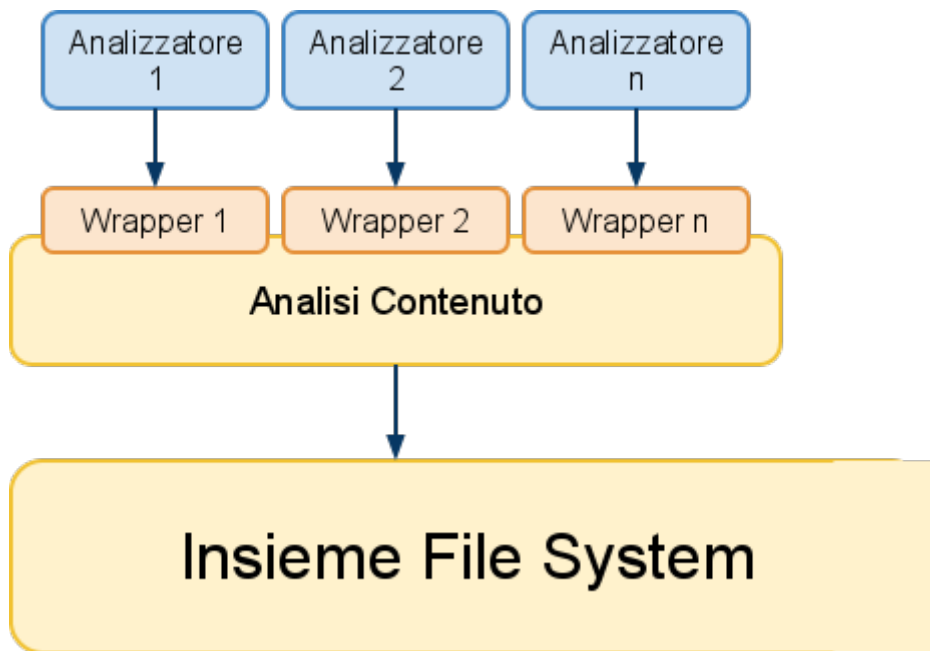 Analizzatore
1
Analizzatore
2
Analizzatore
n
Wrapper 1
Wrapper 2
Wrapper n
Analisi Contenuto
Insieme File System